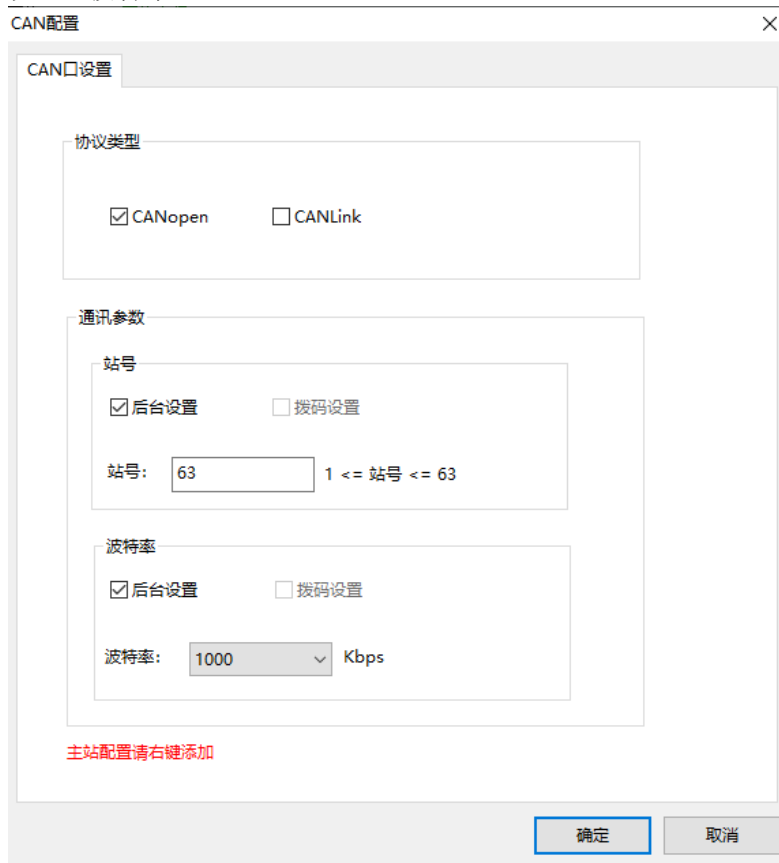 CAN配置
CAN口设置
协议类型
CANopen CANLink
通讯参数
站号
后台设置 拨码设置
站号: 63 1 <= 站号 <= 63
波特率
后台设置 拨码设置
波特率: 1000 Kbps
主站配置请右键添加
确定 取消